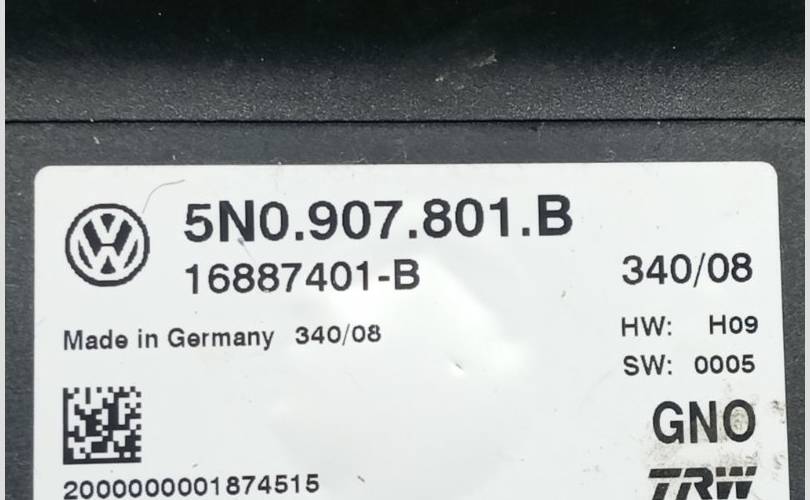 5N0.907.801.B
16887401-B 340/08
Made in Germany 340/08
HW: H09
SW: 0005
GNO
2000000001874515
TRW